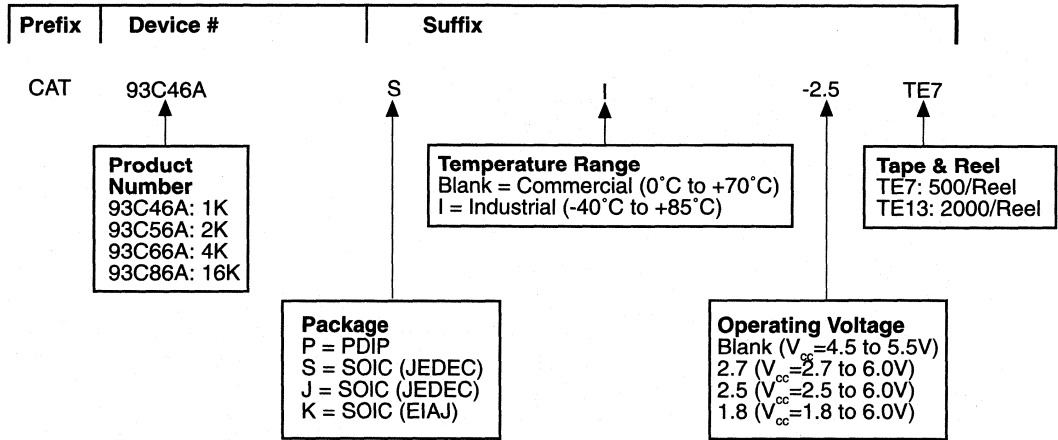 Prefix Device # Suffix
CAT 93C46A S I -2.5 TE7
Product
Number
93C46A: 1K
93C56A: 2K
93C66A: 4K
93C86A: 16K
Temperature Range
Blank = Commercial (0˚C to +70˚C)
I = Industrial (-40˚C to +85˚C)
Tape & Reel
TE7: 500/Reel
TE13: 2000/Reel
Package
P = PDIP
S = SOIC (JEDEC)
J = SOIC (JEDEC)
K = SOIC (EIAJ)
Operating Voltage
Blank (Vcc=4.5 to 5.5V)
2.7 (Vcc=2.7 to 6.0V)
2.5 (Vcc=2.5 to 6.0V)
1.8 (Vcc=1.8 to 6.0V)